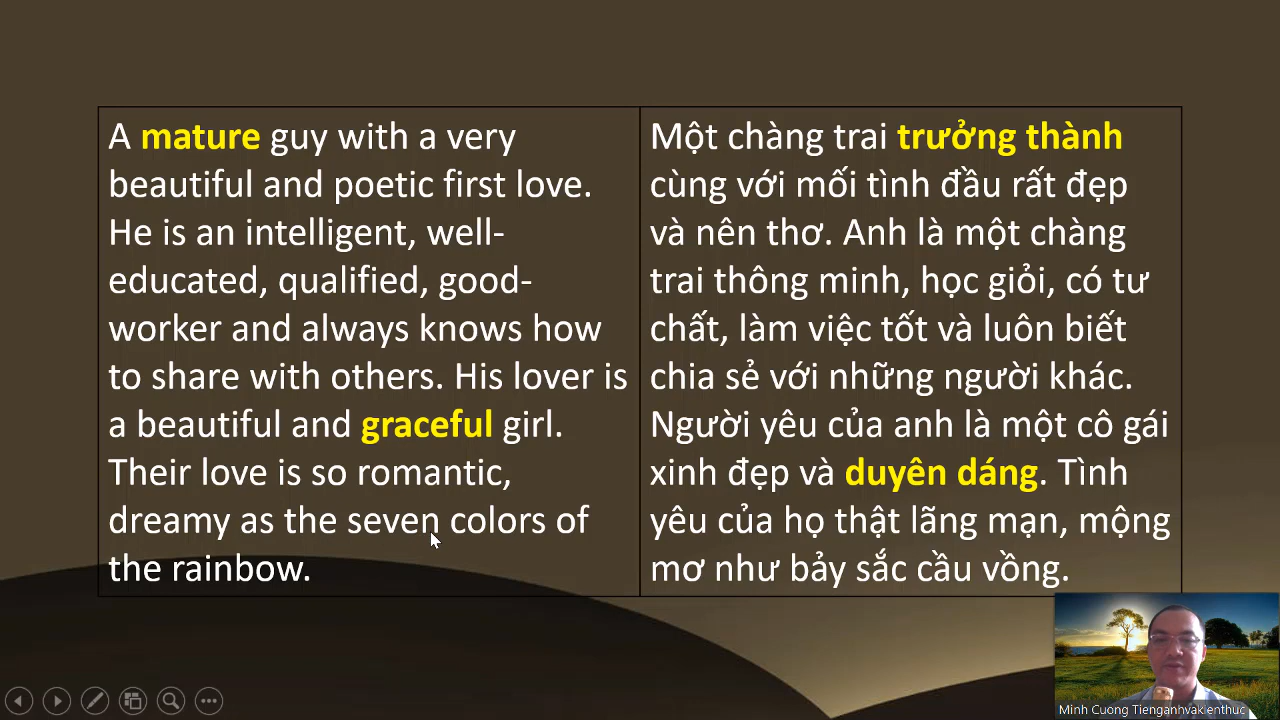 A mature guy with a very
beautiful and poetic first love.
He is an intelligent, well-
educated, qualified, good-
worker and always knows how
to share with others. His lover is
a beautiful and graceful girl.
Their love is so romantic,
dreamy as the seven colors of
the rainbow.
Một chàng trai trưởng thành
cùng với mối tình đầu rất đẹp
và nên thơ. Anh là một chàng
trai thông minh, học giỏi, có tư
chất, làm việc tốt và luôn biết
chia sẻ với những người khác.
Người yêu của anh là một cô gái
xinh đẹp và duyên dáng. Tình
yêu của họ thật lãng mạn, mộng
mơ như bảy sắc cầu vồng.
Minh Cuong Tienganhvakienthuc